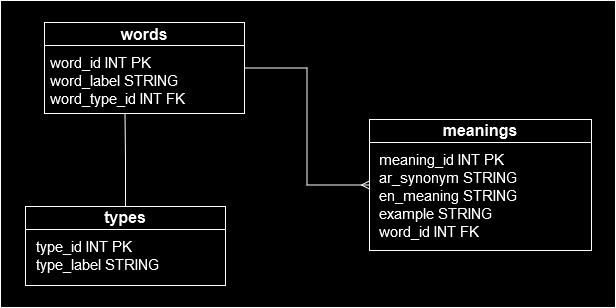 words
word_id INT PK
word_label STRING
word_type_id INT FK
meanings
meaning_id INT PK
ar_synonym STRING
en_meaning STRING
example STRING
word_id INT FK
types
type_id INT PK
type_label STRING